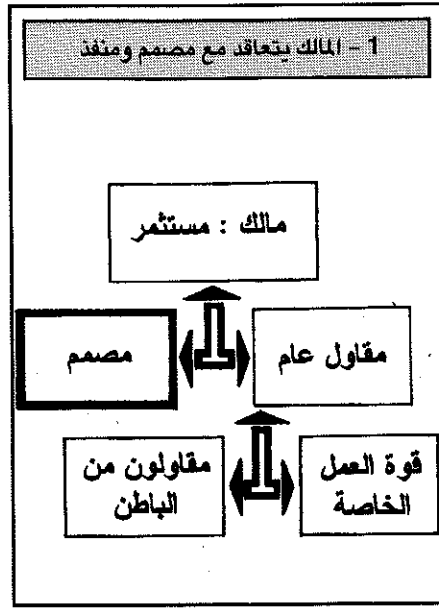 1 - المالك يتعاقد مع مصمم ومنفذ
مالك : مستثمر
مقاول عام
مصمم
قوة العمل
الخاصة
مقاولون من
الباطن